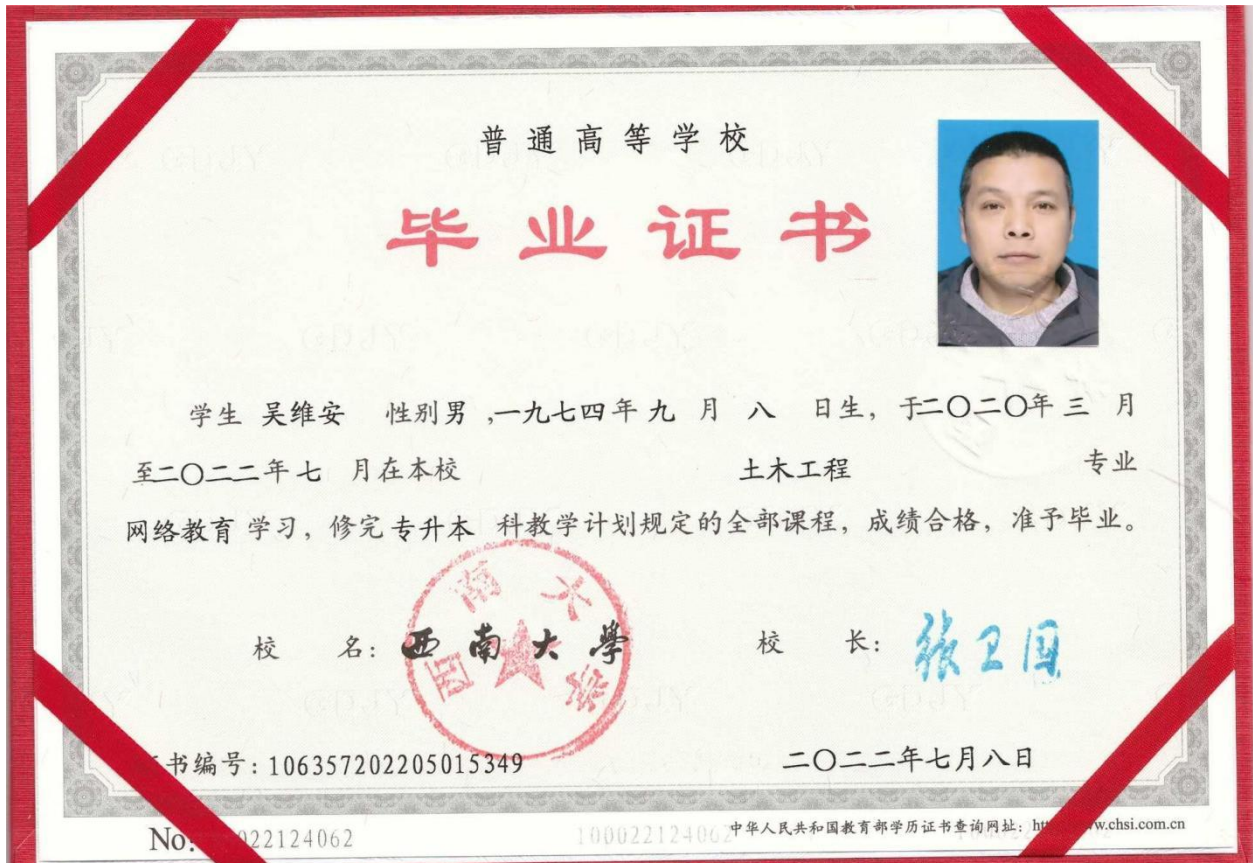 普通高等学校
毕业证书
学生 吴维安 性别男,一九七四年九月八日生,于二〇二〇年三月
至二〇二二年七月在本校 土木工程 专业
网络教育 学习,修完 专升本 科教学计划规定的全部课程,成绩合格,准予毕业。
校 名:西南大學 校 长:张卫国
西南大学
书编号:106357202205015349 二〇二二年七月八日
中华人民共和国教育部学历证书查询网址:
w.chsi.com.cn
No. 022124062 100022124062